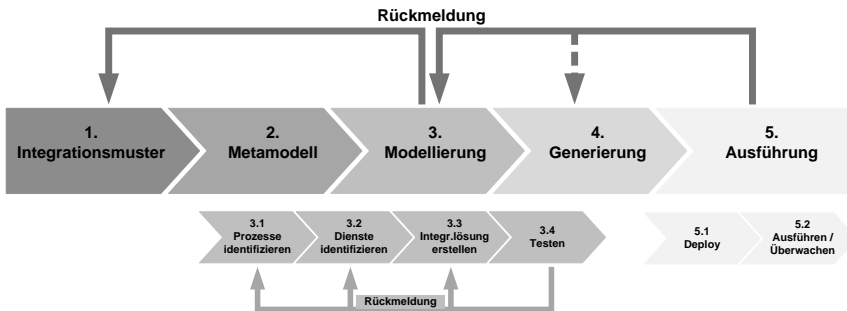 Rückmeldung
1.
Integrationsmuster
2.
Metamodell
3.
Modellierung
4.
Generierung
5.
Ausführung
3.1
Prozesse
identifizieren
3.2
Dienste
identifizieren
3.3
Integr.lösung
erstellen
3.4
Testen
5.1
Deploy
5.2
Ausführen /
Überwachen
Rückmeldung